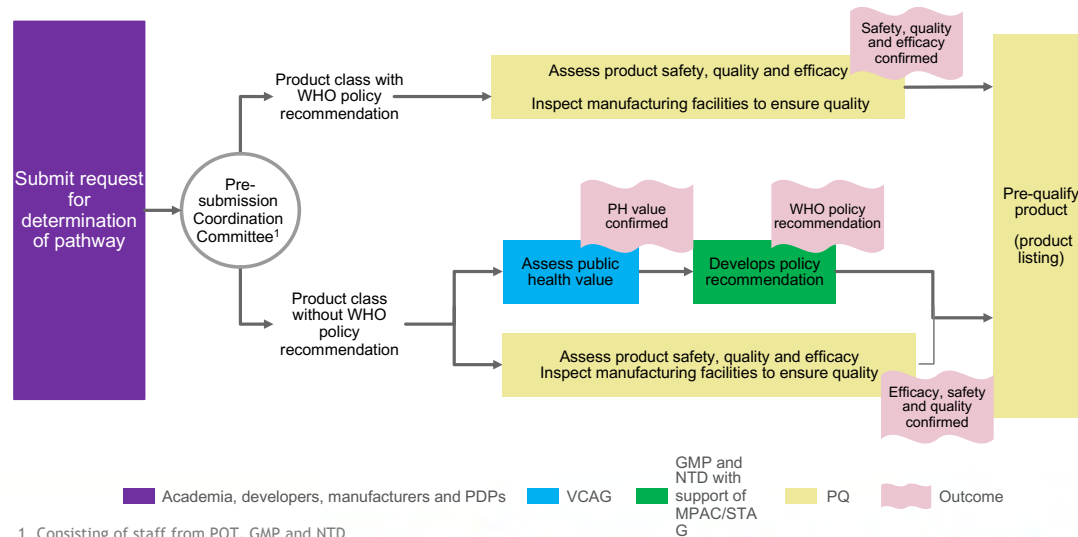 Submit request
for
determination
of pathway
Pre-
submission
Coordination
Committee1
Product class with
WHO policy
recommendation
Assess product safety, quality and efficacy
Inspect manufacturing facilities to ensure quality
Safety, quality
and efficacy
confirmed
Product class
without WHO
policy
recommendation
Assess public
health value
PH value
confirmed
Develops policy
recommendation
WHO policy
recommendation
Assess product safety, quality and efficacy
Inspect manufacturing facilities to ensure quality
Efficacy, safety
and quality
confirmed
Pre-qualify
product
(product
listing)
Academia, developers, manufacturers and PDPs
VCAG
GMP and
NTD with
support of
MPAC/STA
G
PQ
Outcome
1. Consisting of staff from PQT, GMP and NTD